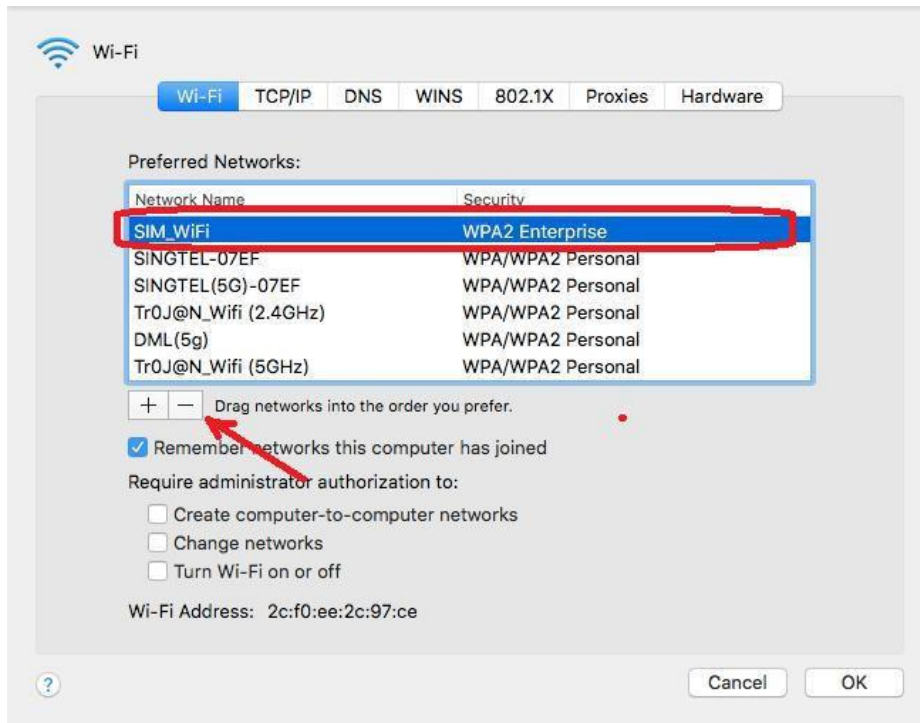 Wi-Fi
Wi-Fi TCP/IP DNS WINS 802.1X Proxies Hardware
Preferred Networks:
Network Name Security
SIM_WiFi WPA2 Enterprise
SINGTEL-07EF WPA/WPA2 Personal
SINGTEL(5G)-07EF WPA/WPA2 Personal
Tr0J@N_Wifi (2.4GHz) WPA/WPA2 Personal
DML(5g) WPA/WPA2 Personal
Tr0J@N_Wifi (5GHz) WPA/WPA2 Personal
+ − Drag networks into the order you prefer.
Remember networks this computer has joined
Require administrator authorization to:
Create computer-to-computer networks
Change networks
Turn Wi-Fi on or off
Wi-Fi Address: 2c:f0:ee:2c:97:ce
? Cancel OK